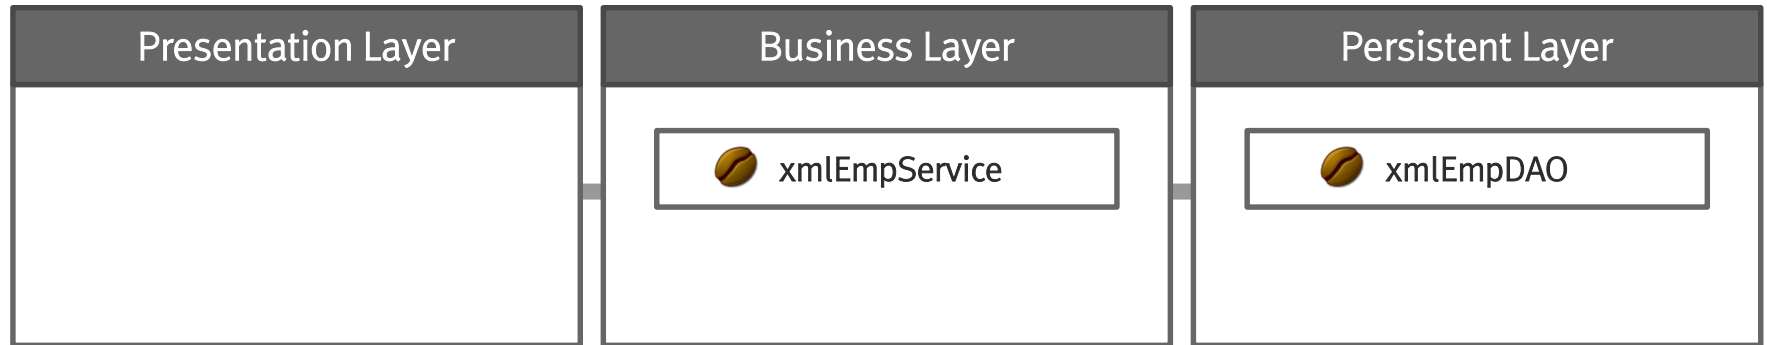 Presentation Layer
Business Layer
Persistent Layer
xmlEmpService
xmlEmpDAO